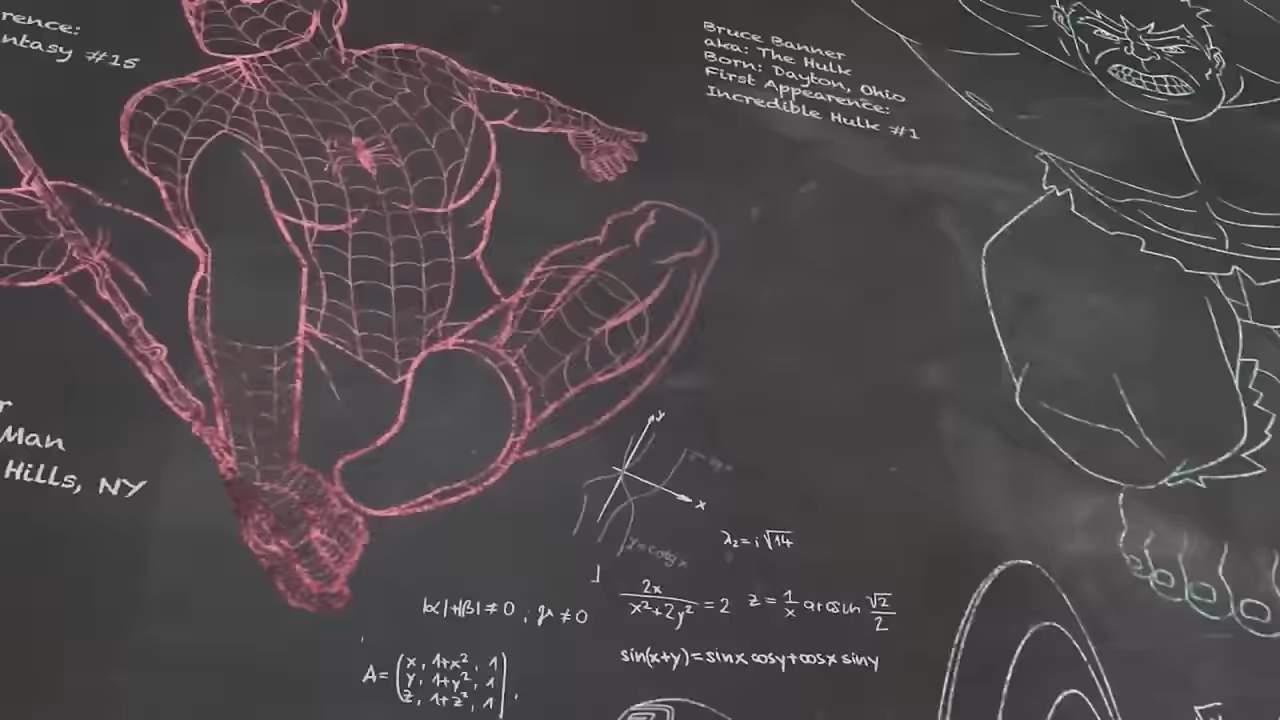 rence:
ntasy #15
Bruce Banner
aka: The Hulk
Born: Dayton, Ohio
First Appearence:
Incredible Hulk #1
r
Man
Hills, NY
y
x
y=cotgx
λ₂=i√14
|α|+|β|≠0 ;
≠0
2x/(x²+2y²)=2
z=1/x arcsin √2/2
sin(x+y)=sinx cosy+cosx siny
A=(x, 1+x², 1
y, 1+y², 1
z, 1+z², 1),